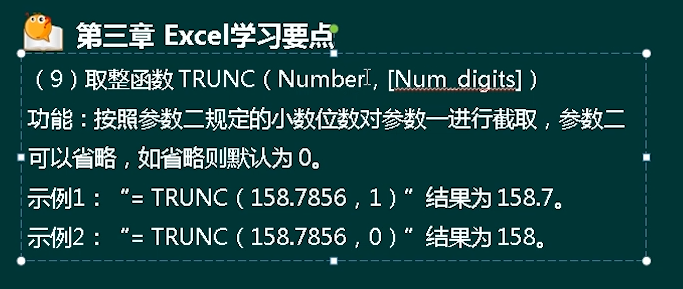 第三章 Excel学习要点
（9）取整函数 TRUNC（Number，[Num_digits]）
功能：按照参数二规定的小数位数对参数一进行截取，参数二
可以省略，如省略则默认为 0。
示例1：“= TRUNC（158.7856，1）”结果为 158.7。
示例2：“= TRUNC（158.7856，0）”结果为 158。